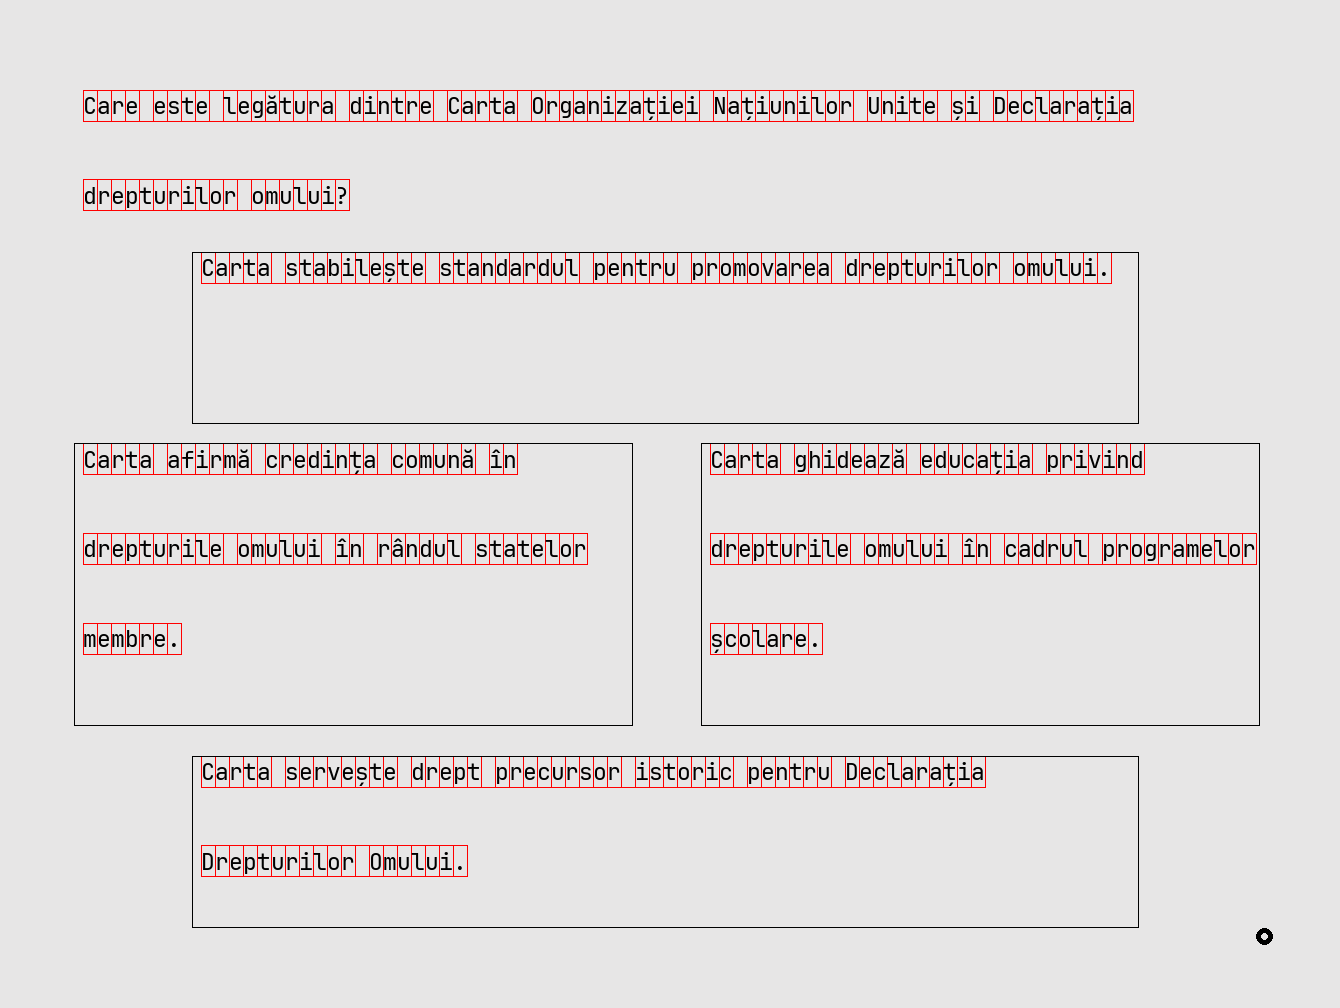 Care este legătura dintre Carta Organizației Națiunilor Unite și Declarația
drepturilor omului?
Carta stabilește standardul pentru promovarea drepturilor omului.
Carta afirmă credința comună în
drepturile omului în rândul statelor
membre.
Carta ghidează educația privind
drepturile omului în cadrul programelor
școlare.
Carta servește drept precursor istoric pentru Declarația
Drepturilor Omului.